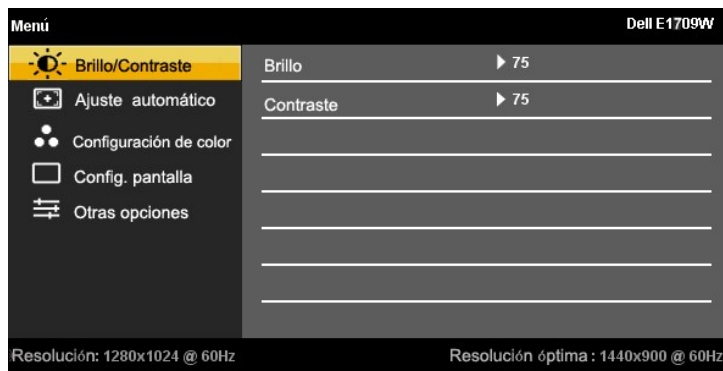 Menú
Dell E1709W
Brillo/Contraste
Ajuste automático
Configuración de color
Config. pantalla
Otras opciones
Brillo 75
Contraste 75
Resolución: 1280x1024 @ 60Hz
Resolución óptima : 1440x900 @ 60Hz